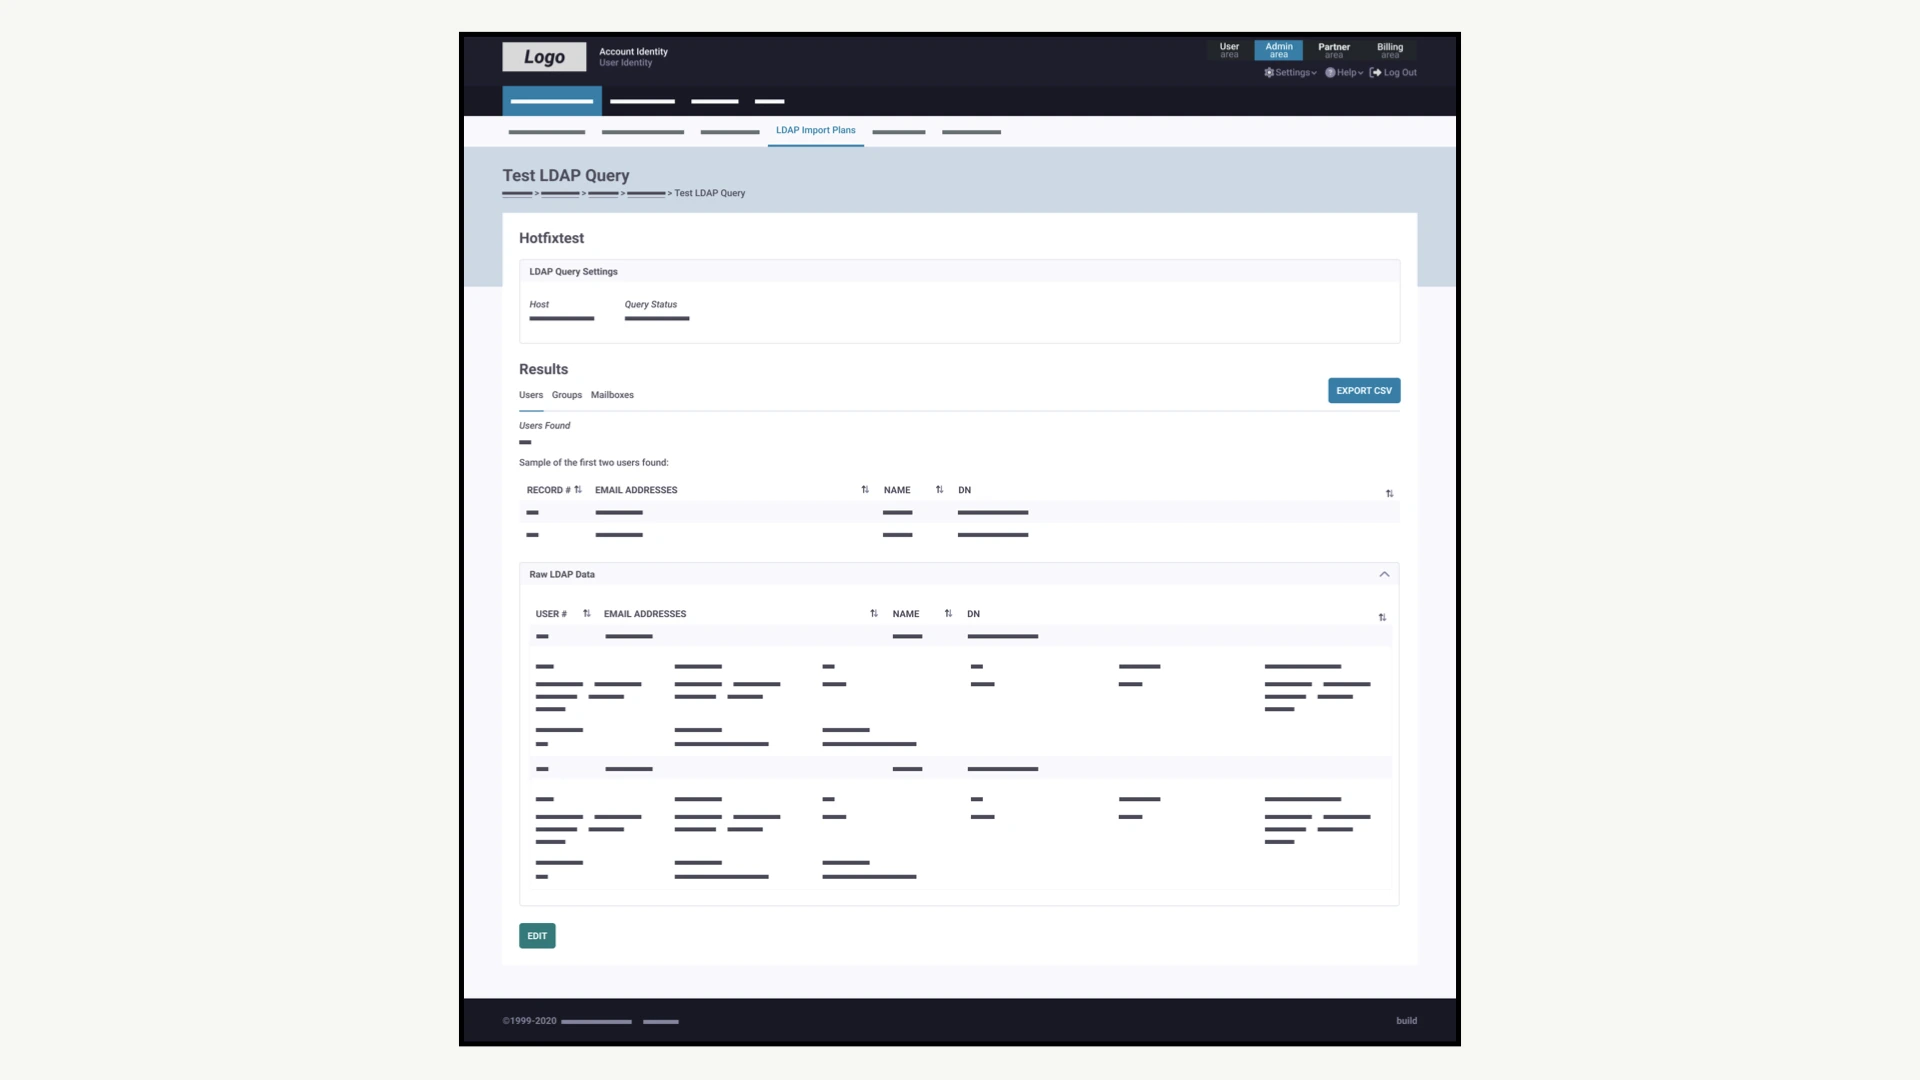 Logo
Account Identity
User Identity
User area
Admin area
Partner area
Billing area
Settings
Help
Log Out
LDAP Import Plans
Test LDAP Query
> > > > Test LDAP Query
Hotfixtest
LDAP Query Settings
Host Query Status
Results
Users Groups Mailboxes
EXPORT CSV
Users Found
Sample of the first two users found:
RECORD # EMAIL ADDRESSES NAME DN
Raw LDAP Data
USER # EMAIL ADDRESSES NAME DN
EDIT
©1999-2020
build